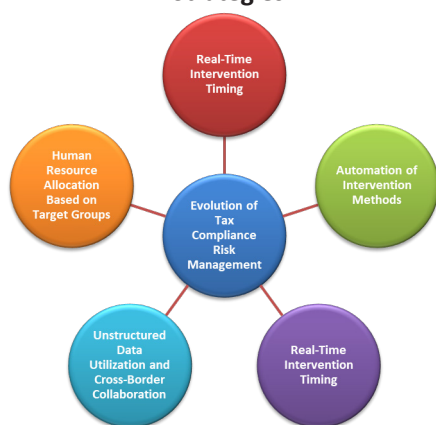 Real-Time
Intervention
Timing
Human
Resource
Allocation
Based on
Target Groups
Automation of
Intervention
Methods
Evolution of
Tax
Compliance
Risk
Management
Unstructured
Data
Utilization and
Cross-Border
Collaboration
Real-Time
Intervention
Timing